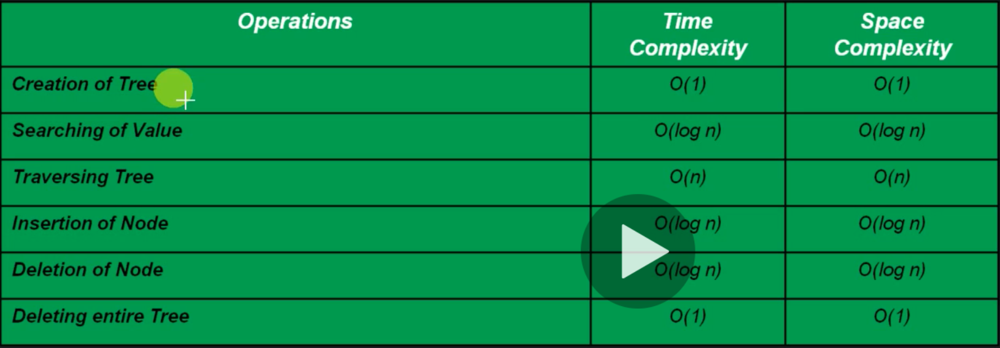 Operations Time Complexity Space Complexity
Creation of Tree O(1) O(1)
Searching of Value O(log n) O(log n)
Traversing Tree O(n) O(n)
Insertion of Node O(log n) O(log n)
Deletion of Node O(log n) O(log n)
Deleting entire Tree O(1) O(1)